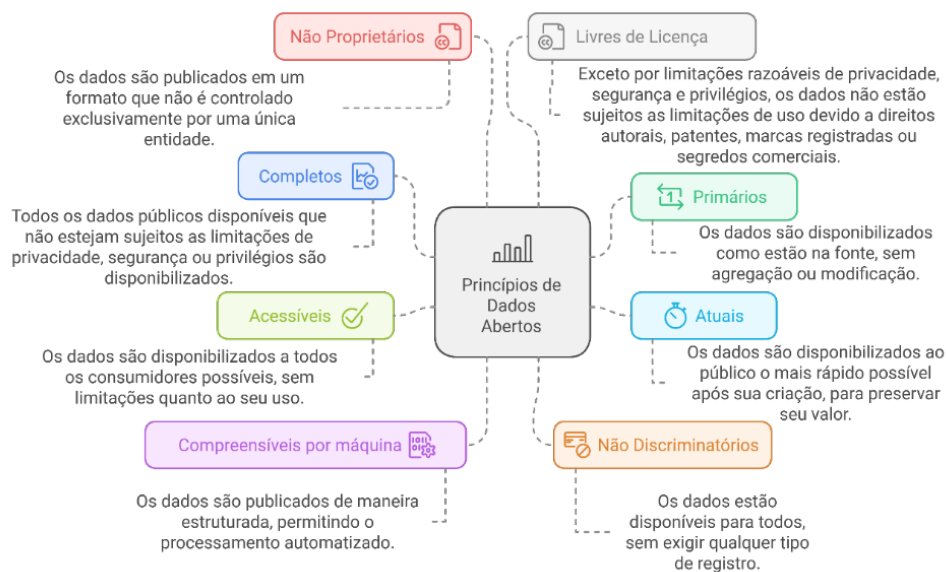 Não Proprietários
Os dados são publicados em um
formato que não é controlado
exclusivamente por uma única
entidade.
Livres de Licença
Exceto por limitações razoáveis de privacidade,
segurança e privilégios, os dados não estão
sujeitos as limitações de uso devido a direitos
autorais, patentes, marcas registradas ou
segredos comerciais.
Completos
Todos os dados públicos disponíveis que
não estejam sujeitos as limitações de
privacidade, segurança ou privilégios são
disponibilizados.
Primários
Os dados são disponibilizados
como estão na fonte, sem
agregação ou modificação.
Princípios de
Dados
Abertos
Acessíveis
Os dados são disponibilizados a todos
os consumidores possíveis, sem
limitações quanto ao seu uso.
Atuais
Os dados são disponibilizados ao
público o mais rápido possível
após sua criação, para preservar
seu valor.
Compreensíveis por máquina
Os dados são publicados de maneira
estruturada, permitindo o
processamento automatizado.
Não Discriminatórios
Os dados estão
disponíveis para todos,
sem exigir qualquer tipo
de registro.